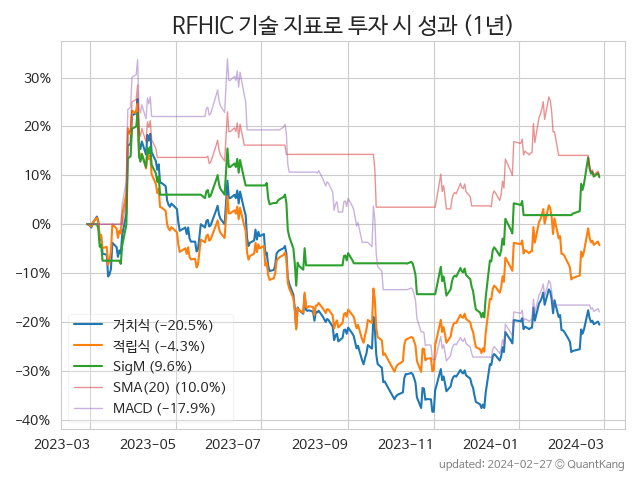 RFHIC 기술 지표로 투자 시 성과 (1년)
30%
20%
10%
0%
−10%
−20%
−30%
−40%
거치식 (−20.5%)
적립식 (−4.3%)
SigM (9.6%)
SMA(20) (10.0%)
MACD (−17.9%)
2023-03 2023-05 2023-07 2023-09 2023-11 2024-01 2024-03
updated: 2024-02-27 © QuantKang